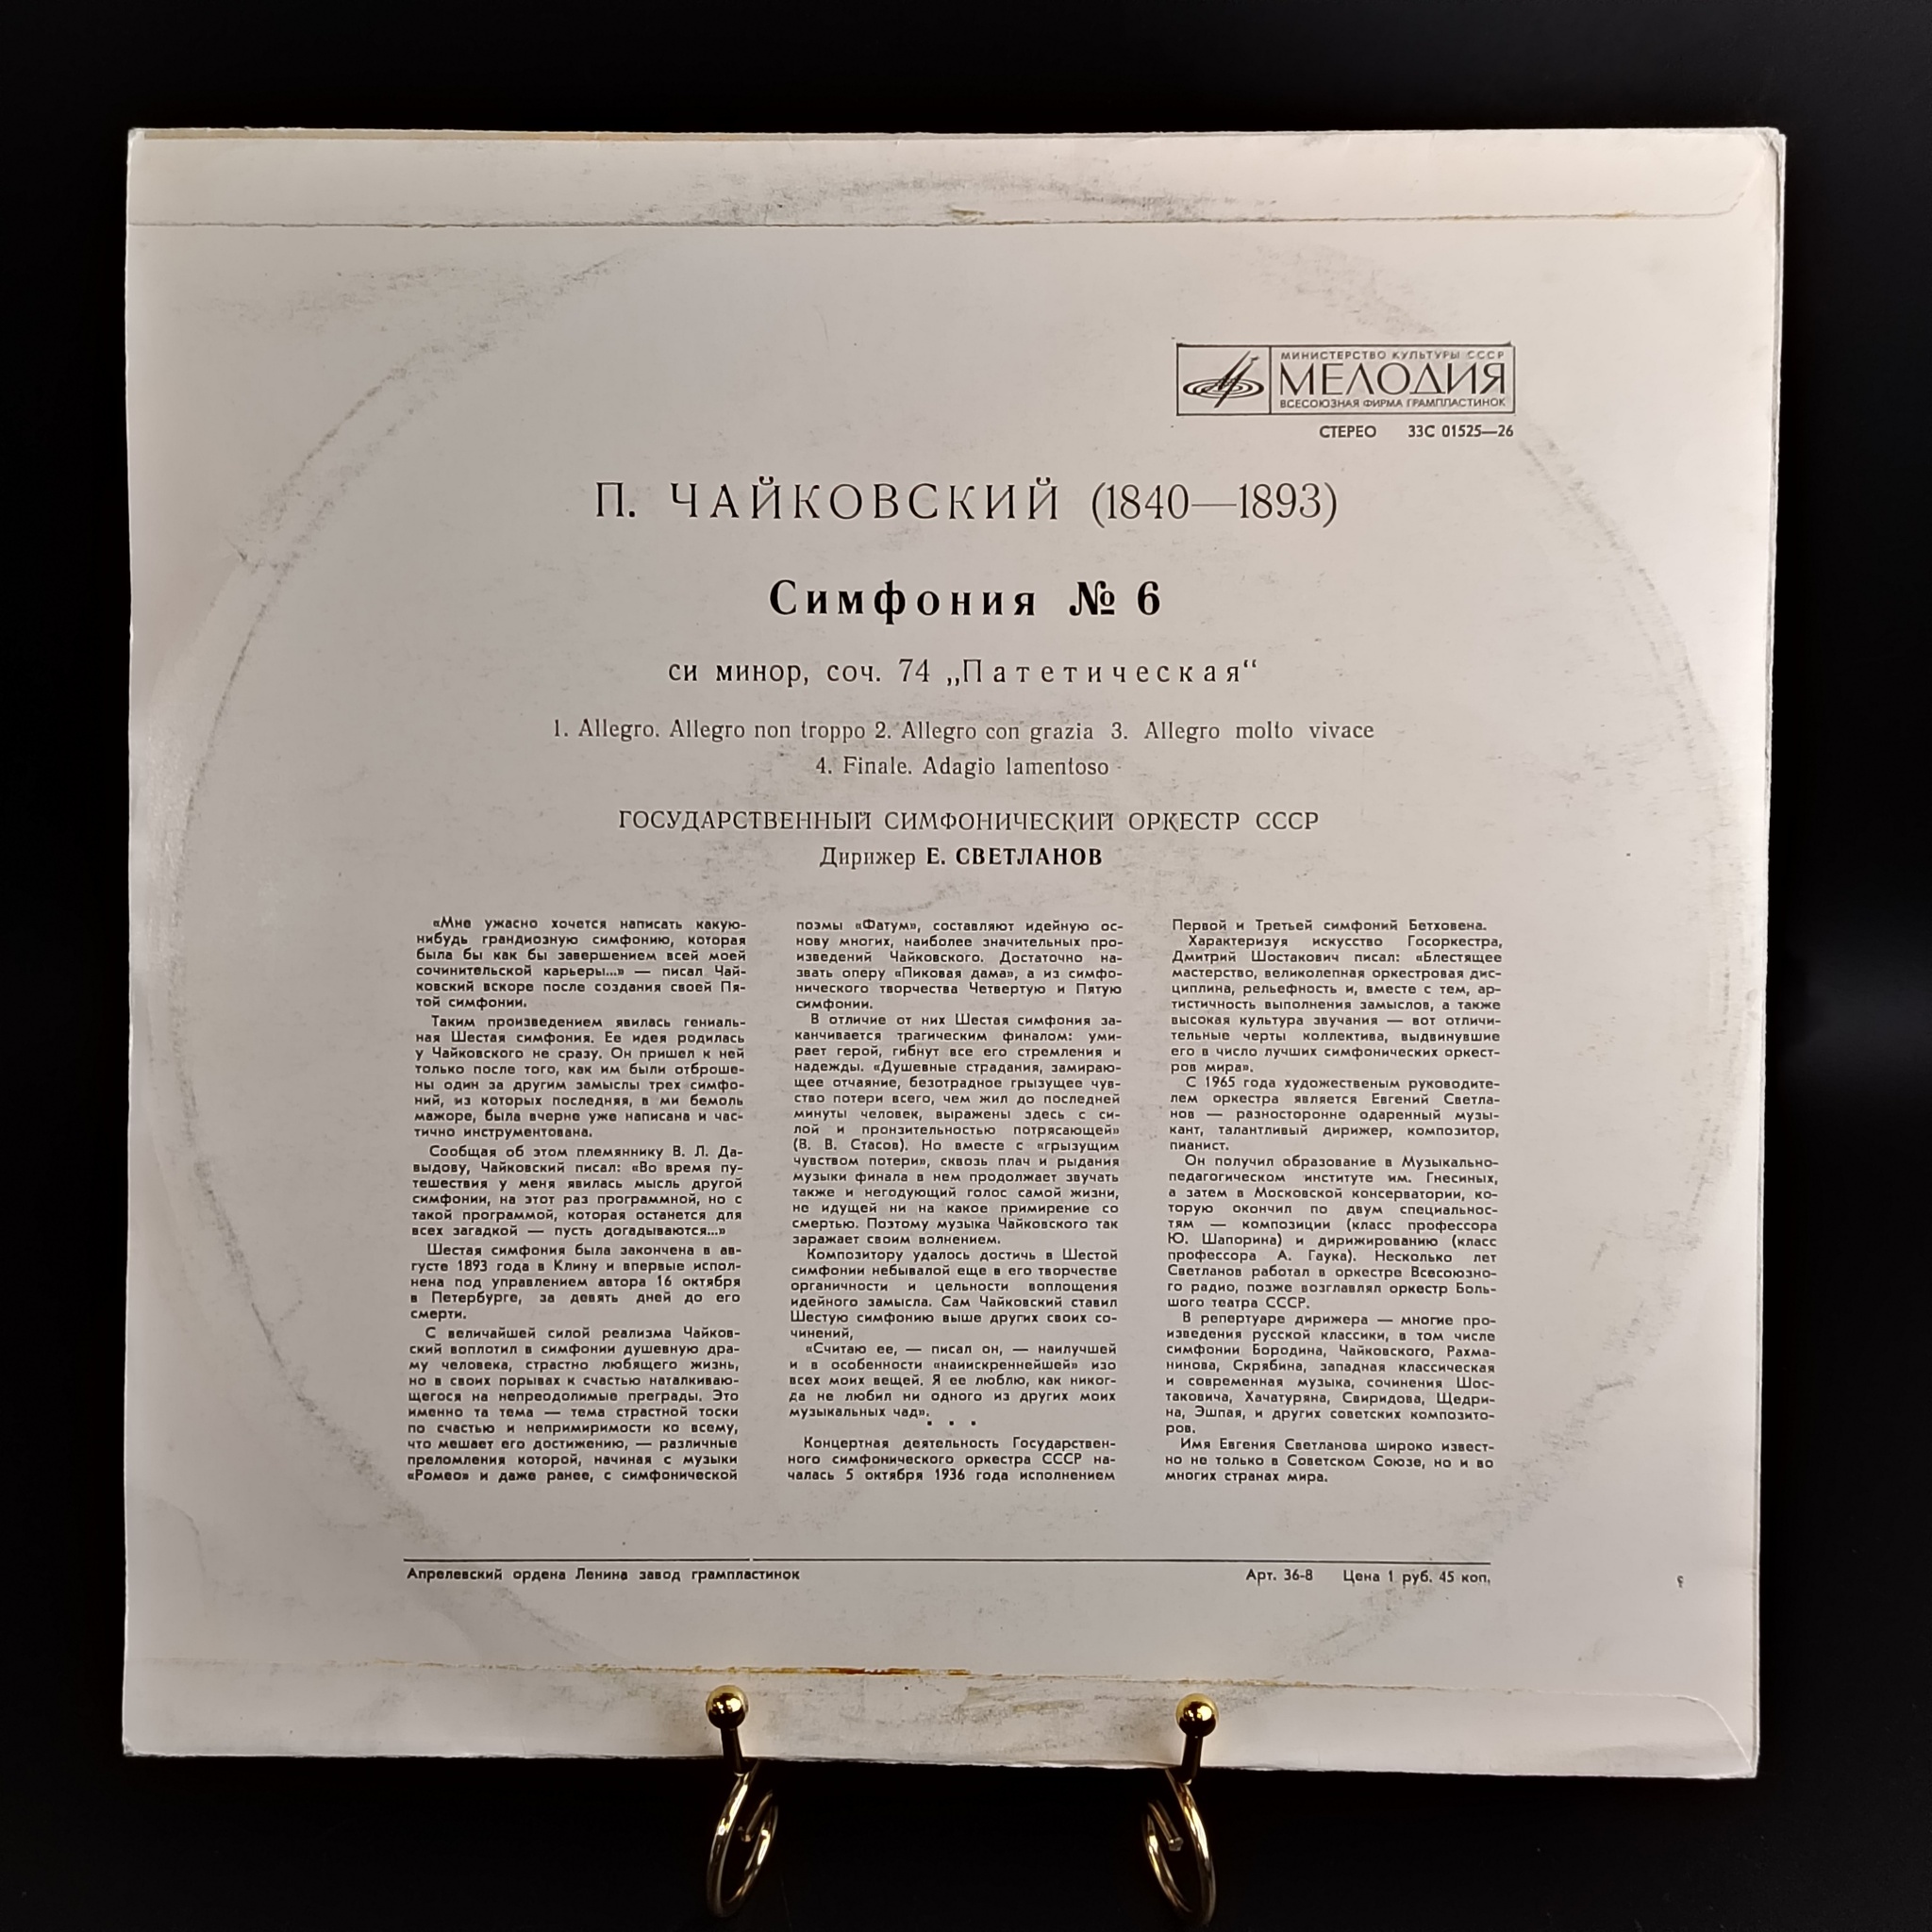 МИНИСТЕРСТВО КУЛЬТУРЫ СССР
МЕЛОДИЯ
ВСЕСОЮЗНАЯ ФИРМА ГРАМПЛАСТИНОК
СТЕРЕО 33С 01525—26
П. ЧАЙКОВСКИЙ (1840—1893)
Симфония № 6
си минор, соч. 74 „Патетическая“
1. Allegro. Allegro non troppo 2. Allegro con grazia 3. Allegro molto vivace
4. Finale. Adagio lamentoso
ГОСУДАРСТВЕННЫЙ СИМФОНИЧЕСКИЙ ОРКЕСТР СССР
Дирижер Е. СВЕТЛАНОВ
«Мне ужасно хочется написать какую-
нибудь грандиозную симфонию, которая
была бы как бы завершением всей моей
сочинительской карьеры...» — писал Чай-
ковский вскоре после создания своей Пя-
той симфонии.
Таким произведением явилась гениаль-
ная Шестая симфония. Ее идея родилась
у Чайковского не сразу. Он пришел к ней
только после того, как им были отброше-
ны один за другим замыслы трех симфо-
ний, из которых последняя, в ми бемоль
мажоре, была вчерне уже написана и час-
тично инструментована.
Сообщая об этом племяннику В. Л. Да-
выдову, Чайковский писал: «Во время пу-
тешествия у меня явилась мысль другой
симфонии, на этот раз программной, но с
такой программой, которая останется для
всех загадкой — пусть догадываются...»
Шестая симфония была закончена в ав-
густе 1893 года в Клину и впервые испол-
нена под управлением автора 16 октября
в Петербурге, за девять дней до его
смерти.
С величайшей силой реализма Чайков-
ский воплотил в симфонии душевную дра-
му человека, страстно любящего жизнь,
но в своих порывах к счастью наталкиваю-
щегося на непреодолимые преграды. Это
именно та тема — тема страстной тоски
по счастью и непримиримости ко всему,
что мешает его достижению, — различные
преломления которой, начиная с музыки
«Ромео» и даже ранее, с симфонической
поэмы «Фатум», составляют идейную ос-
нову многих, наиболее значительных про-
изведений Чайковского. Достаточно на-
звать оперу «Пиковая дама», а из симфо-
нического творчества Четвертую и Пятую
симфонии.
В отличие от них Шестая симфония за-
канчивается трагическим финалом: уми-
рает герой, гибнут все его стремления и
надежды. «Душевные страдания, замираю-
щее отчаяние, безотрадное грызущее чув-
ство потери всего, чем жил до последней
минуты человек, выражены здесь с си-
лой и пронзительностью потрясающей»
(В. В. Стасов). Но вместе с «грызущим
чувством потери», сквозь плач и рыдания
музыки финала в нем продолжает звучать
также и негодующий голос самой жизни,
не идущей ни на какое примирение со
смертью. Поэтому музыка Чайковского так
заражает своим волнением.
Композитору удалось достичь в Шестой
симфонии небывалой еще в его творчестве
органичности и цельности воплощения
идейного замысла. Сам Чайковский ставил
Шестую симфонию выше других своих со-
чинений,
«Считаю ее, — писал он, — наилучшей
и в особенности «наиискреннейшей» изо
всех моих вещей. Я ее люблю, как никог-
да не любил ни одного из других моих
музыкальных чад».
. . .
Концертная деятельность Государствен-
ного симфонического оркестра СССР на-
чалась 5 октября 1936 года исполнением
Первой и Третьей симфоний Бетховена.
Характеризуя искусство Госоркестра,
Дмитрий Шостакович писал: «Блестящее
мастерство, великолепная оркестровая дис-
циплина, рельефность и, вместе с тем, ар-
тистичность выполнения замыслов, а также
высокая культура звучания — вот отличи-
тельные черты коллектива, выдвинувшие
его в число лучших симфонических оркест-
ров мира».
С 1965 года художественым руководите-
лем оркестра является Евгений Светла-
нов — разносторонне одаренный музы-
кант, талантливый дирижер, композитор,
пианист.
Он получил образование в Музыкально-
педагогическом институте им. Гнесиных,
а затем в Московской консерватории, ко-
торую окончил по двум специальнос-
тям — композиции (класс профессора
Ю. Шапорина) и дирижированию (класс
профессора А. Гаука). Несколько лет
Светланов работал в оркестре Всесоюзно-
го радио, позже возглавлял оркестр Боль-
шого театра СССР.
В репертуаре дирижера — многие про-
изведения русской классики, в том числе
симфонии Бородина, Чайковского, Рахма-
нинова, Скрябина, западная классическая
и современная музыка, сочинения Шос-
таковича, Хачатуряна, Свиридова, Щедри-
на, Эшпая, и других советских композито-
ров.
Имя Евгения Светланова широко извест-
но не только в Советском Союзе, но и во
многих странах мира.
Апрелевский ордена Ленина завод грампластинок Арт. 36-8 Цена 1 руб. 45 коп.